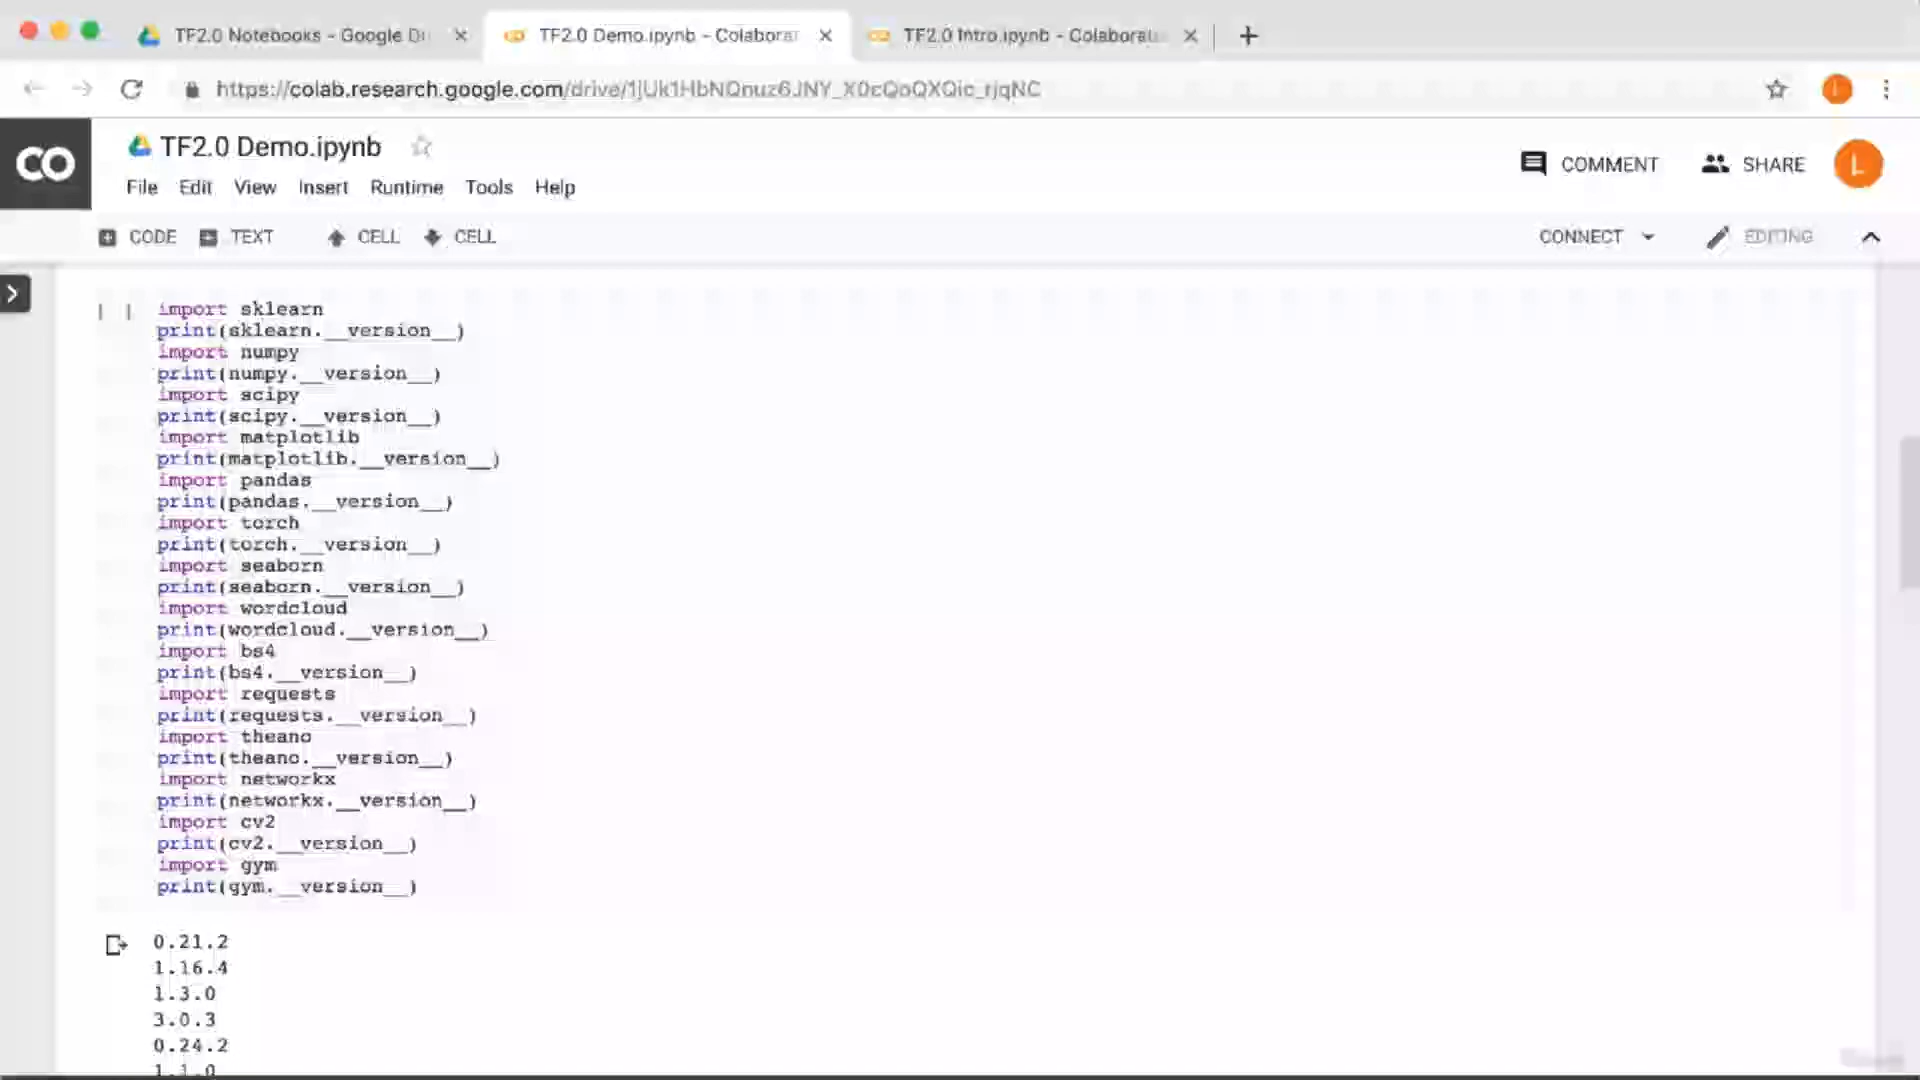 TF2.0 Notebooks - Google Dr
TF2.0 Demo.ipynb - Colaborat
TF2.0 Intro.ipynb - Colaborato
https://colab.research.google.com/drive/
CO
TF2.0 Demo.ipynb
COMMENT
SHARE
L
File Edit View Insert Runtime Tools Help
CODE TEXT CELL CELL
CONNECT
EDITING
import sklearn
print(sklearn.__version__)
import numpy
print(numpy.__version__)
import scipy
print(scipy.__version__)
import matplotlib
print(matplotlib.__version__)
import pandas
print(pandas.__version__)
import torch
print(torch.__version__)
import seaborn
print(seaborn.__version__)
import wordcloud
print(wordcloud.__version__)
import bs4
print(bs4.__version__)
import requests
print(requests.__version__)
import theano
print(theano.__version__)
import networkx
print(networkx.__version__)
import cv2
print(cv2.__version__)
import gym
print(gym.__version__)
0.21.2
1.16.4
1.3.0
3.0.3
0.24.2
1.1.0